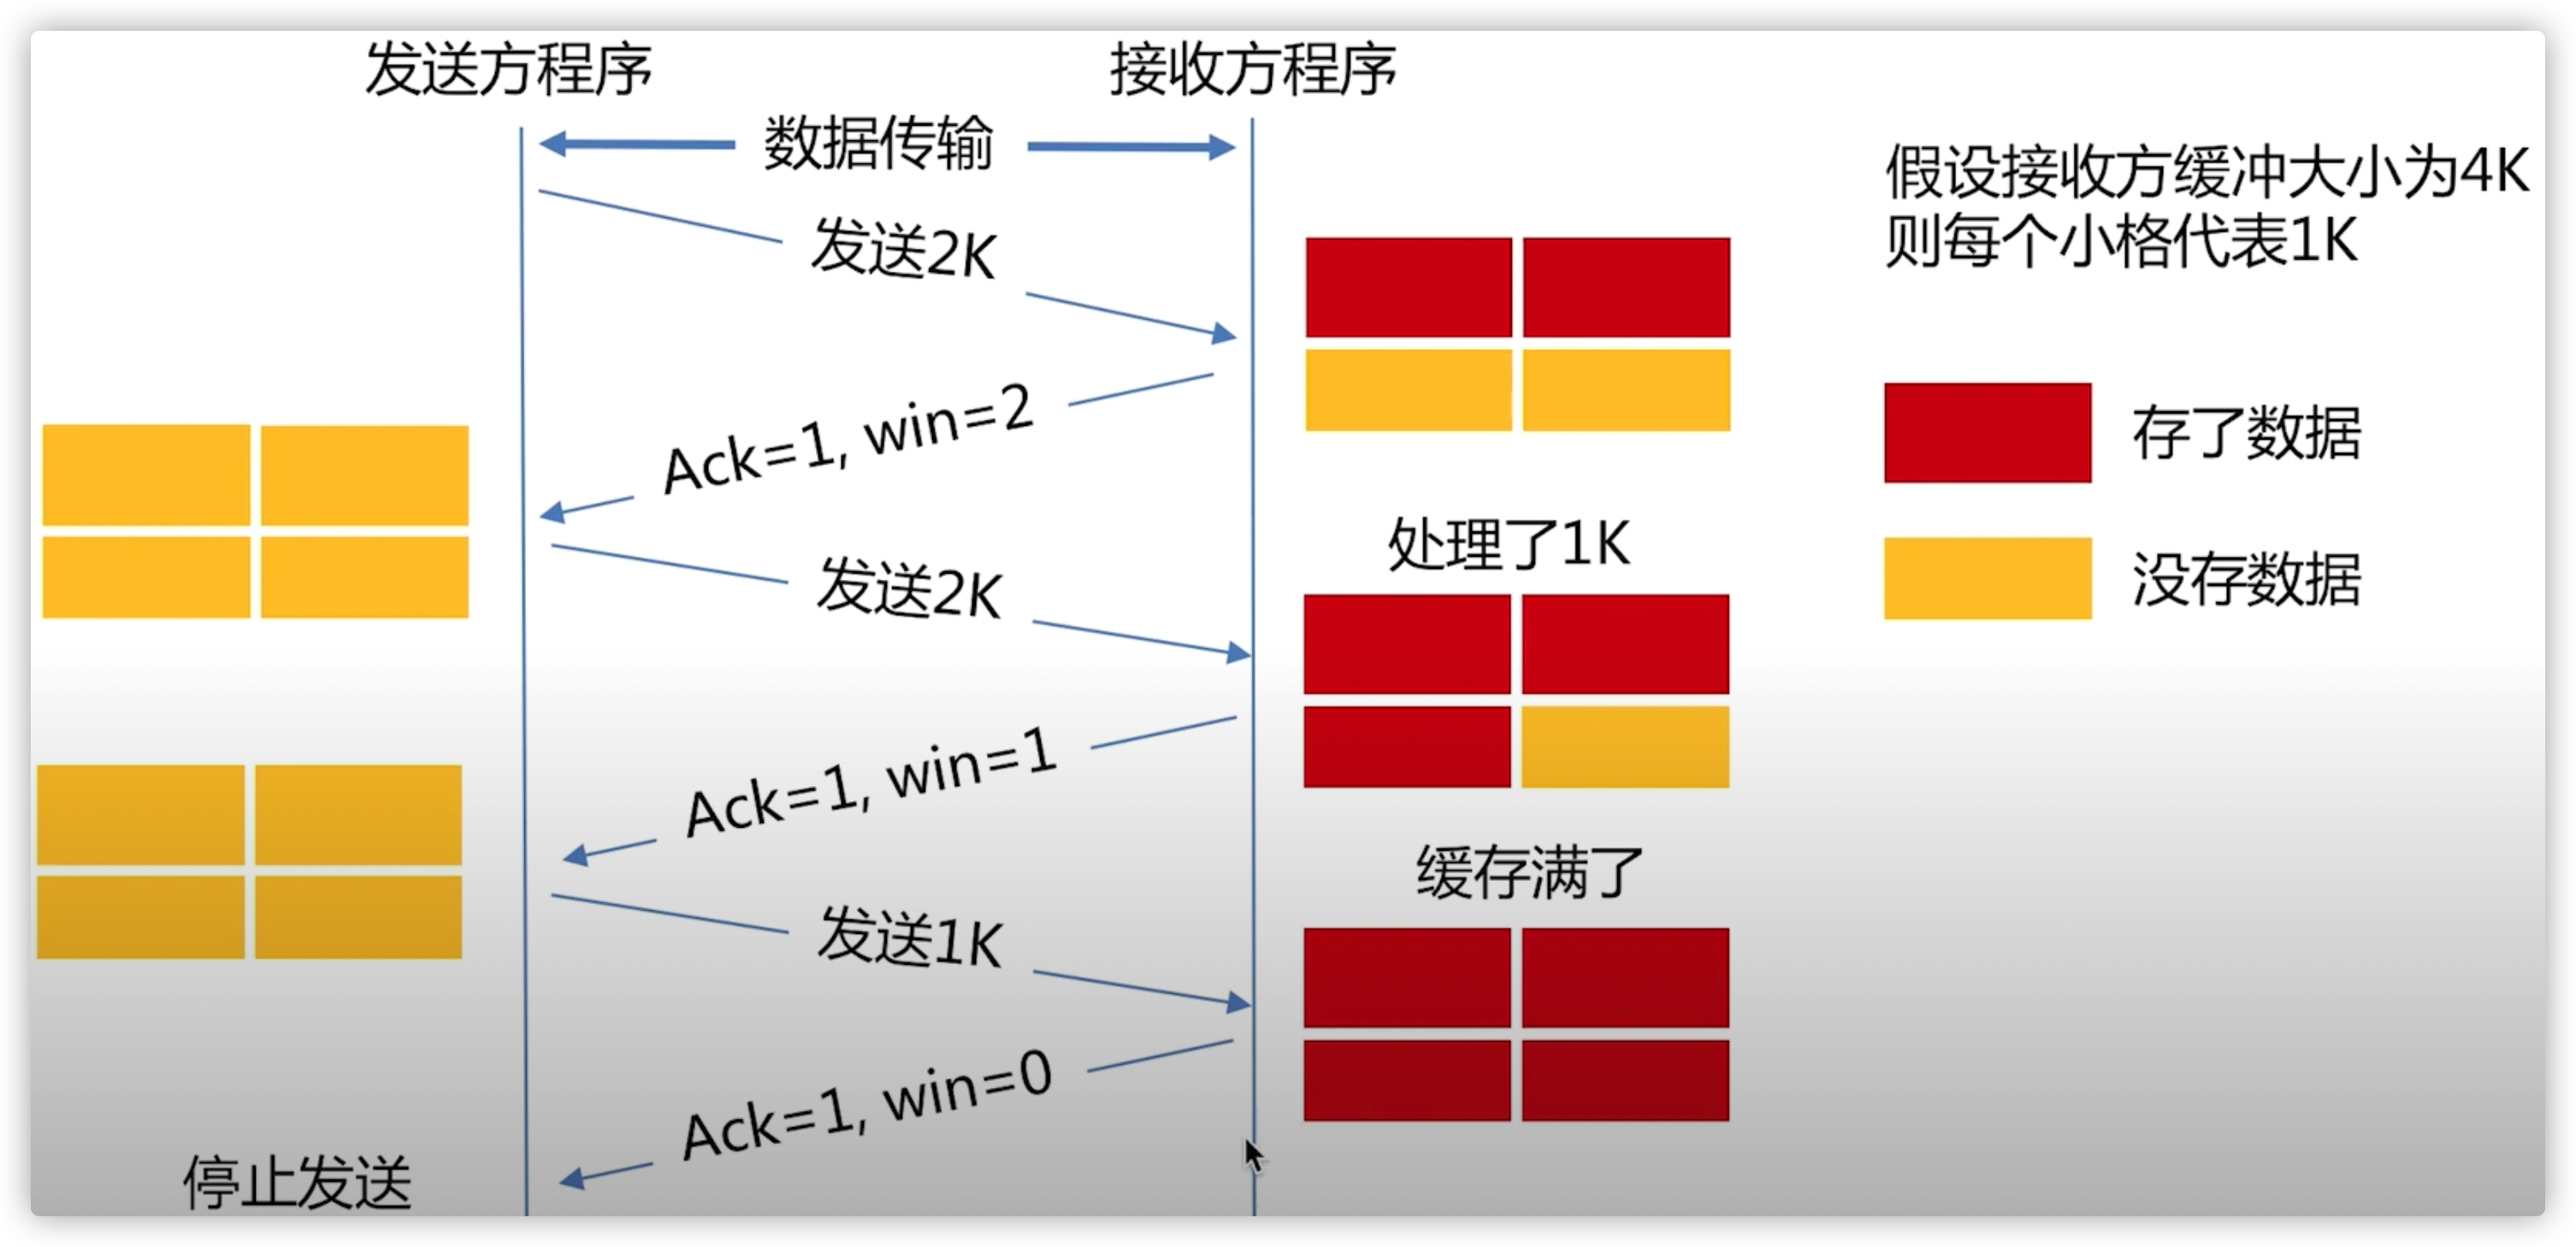 发送方程序
接收方程序
数据传输
假设接收方缓冲大小为4K
则每个小格代表1K
发送2K
Ack=1, win=2
存了数据
处理了1K
没存数据
发送2K
Ack=1, win=1
缓存满了
发送1K
Ack=1, win=0
停止发送